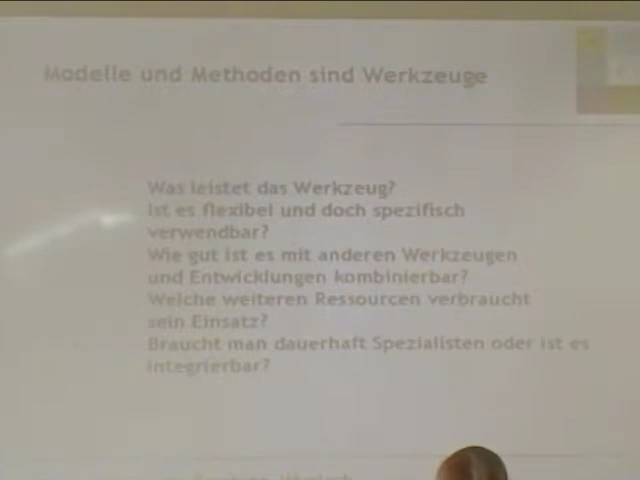 Modelle und Methoden sind Werkzeuge
Was leistet das Werkzeug?
Ist es flexibel und doch spezifisch
verwendbar?
Wie gut ist es mit anderen Werkzeugen
und Entwicklungen kombinierbar?
Welche weiteren Ressourcen verbraucht
sein Einsatz?
Braucht man dauerhaft Spezialisten oder ist es
integrierbar?